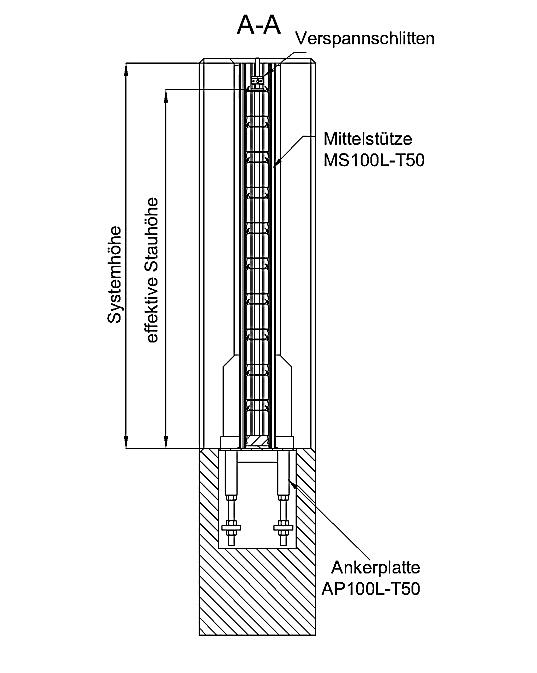 A-A
Verspannschlitten
Mittelstütze
MS100L-T50
Systemhöhe
effektive Stauhöhe
Ankerplatte
AP100L-T50